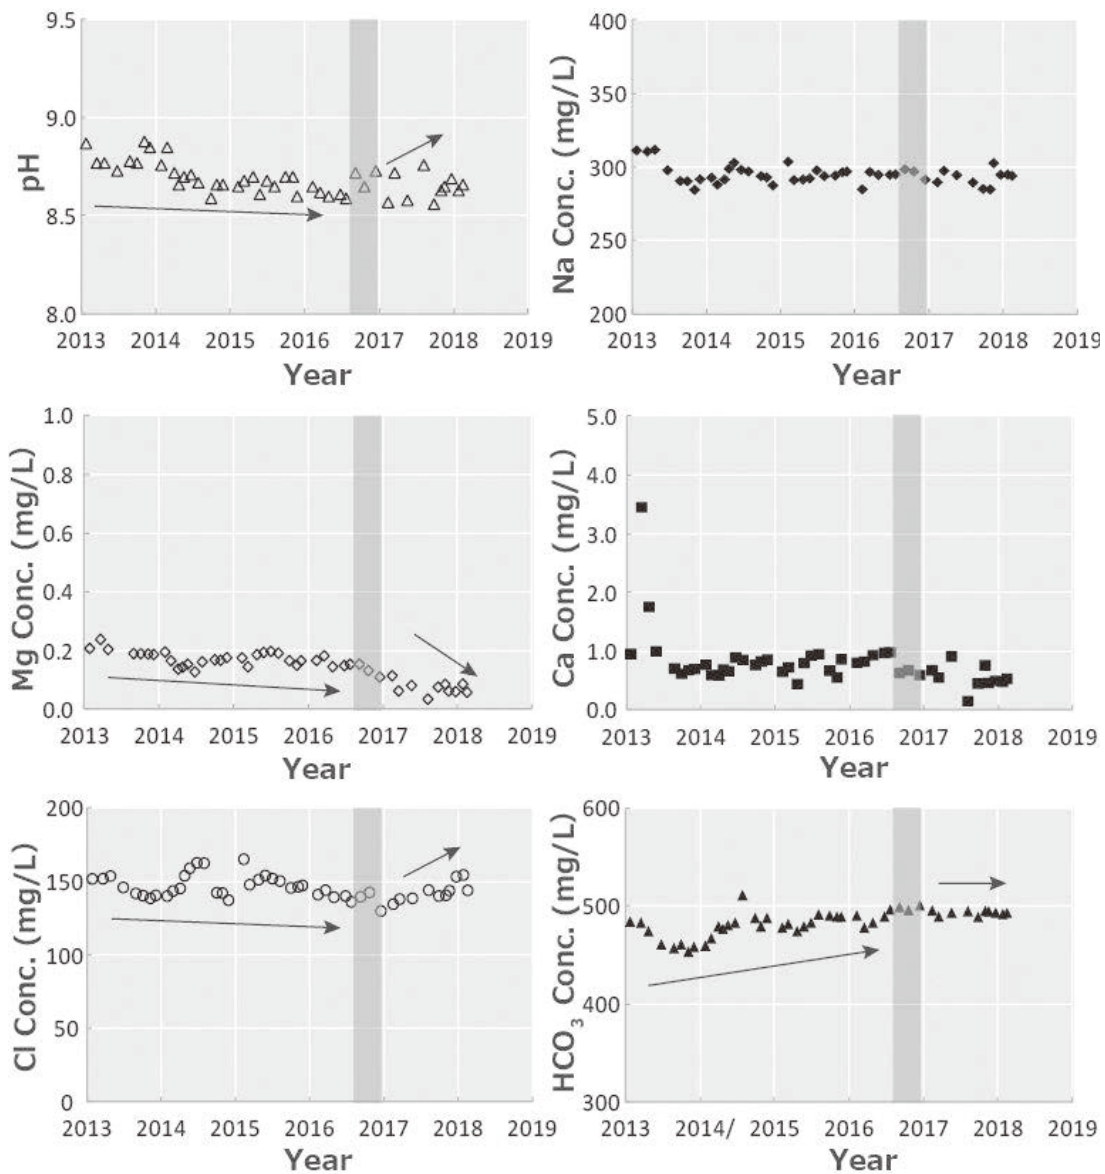 9.5
9.0
8.5
8.0
pH
2013 2014 2015 2016 2017 2018 2019
Year
400
350
300
250
200
Na Conc. (mg/L)
2013 2014 2015 2016 2017 2018 2019
Year
1.0
0.8
0.6
0.4
0.2
0.0
Mg Conc. (mg/L)
2013 2014 2015 2016 2017 2018 2019
Year
5.0
4.0
3.0
2.0
1.0
0.0
Ca Conc. (mg/L)
2013 2014 2015 2016 2017 2018 2019
Year
200
150
100
50
0
Cl Conc. (mg/L)
2013 2014 2015 2016 2017 2018 2019
Year
600
500
400
300
HCO₃ Conc. (mg/L)
2013 2014/ 2015 2016 2017 2018 2019
Year